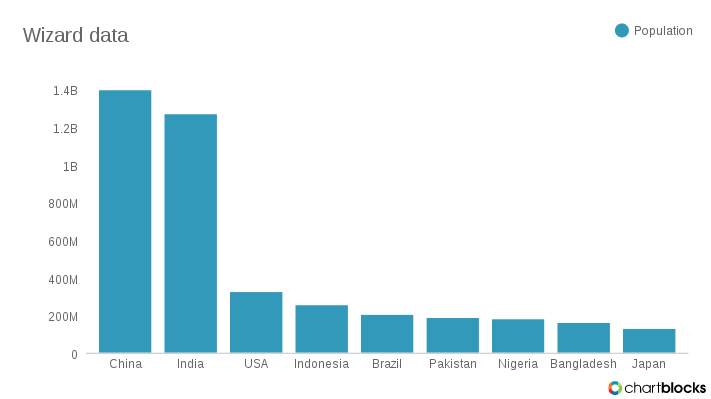 Wizard data
Population
1.4B
1.2B
1B
800M
600M
400M
200M
0
China India USA Indonesia Brazil Pakistan Nigeria Bangladesh Japan
chartblocks